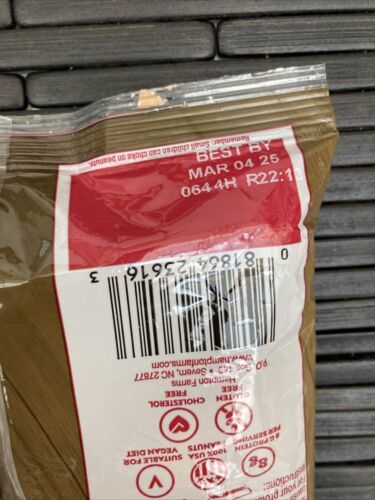 Remember: Small children can choke on peanuts.
BEST BY
MAR 04 25
0644H R22:13
0 81864 23616 3
www.hamptonfarms.com
P.O. Box 149 • Severn, NC 27877
Hampton Farms
GLUTEN
FREE
CHOLESTEROL
FREE
8g
8G PROTEIN
PER SERVING
100% USA
PEANUTS
SUITABLE FOR
VEGAN DIET